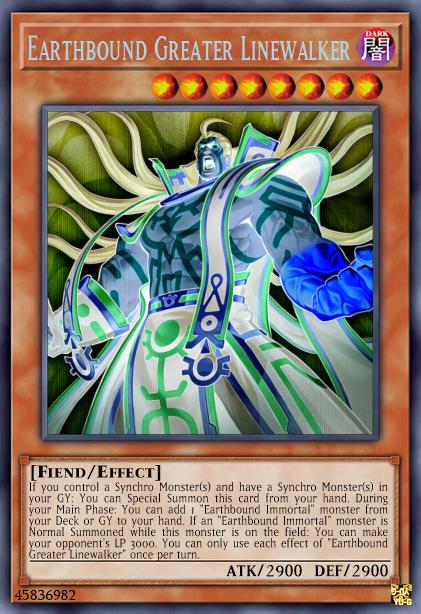 Earthbound Greater Linewalker
DARK
闇
[Fiend/Effect]
If you control a Synchro Monster(s) and have a Synchro Monster(s) in
your GY: You can Special Summon this card from your hand. During
your Main Phase: You can add 1 "Earthbound Immortal" monster from
your Deck or GY to your hand. If an "Earthbound Immortal" monster is
Normal Summoned while this monster is on the field: You can make
your opponent's LP 3000. You can only use each effect of "Earthbound
Greater Linewalker" once per turn.
ATK/2900 DEF/2900
45836982